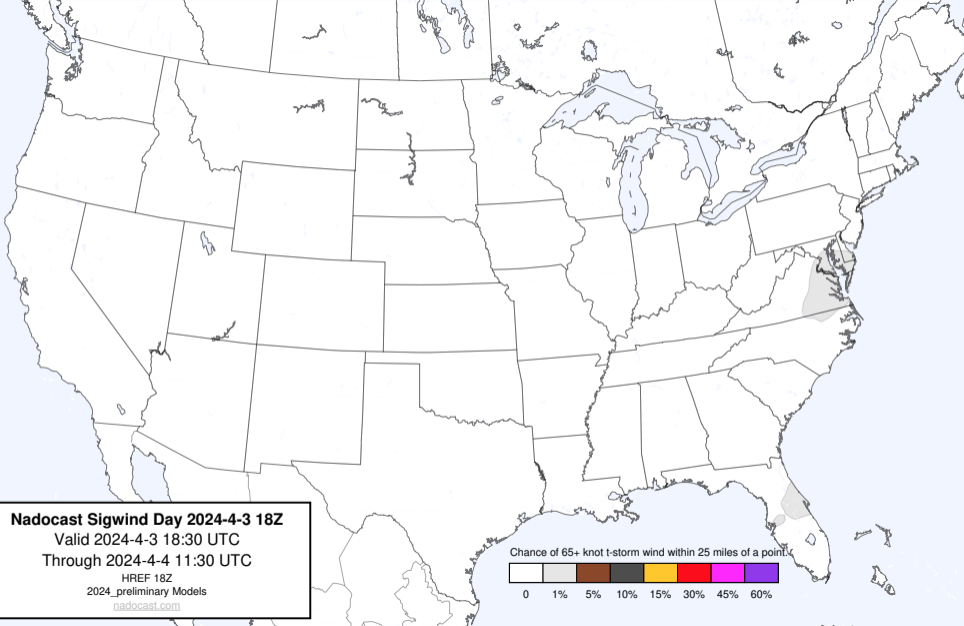 Nadocast Sigwind Day 2024-4-3 18Z
Valid 2024-4-3 18:30 UTC
Through 2024-4-4 11:30 UTC
HREF 18Z
2024_preliminary Models
nadocast.com
Chance of 65+ knot t-storm wind within 25 miles of a point.
0 1% 5% 10% 15% 30% 45% 60%